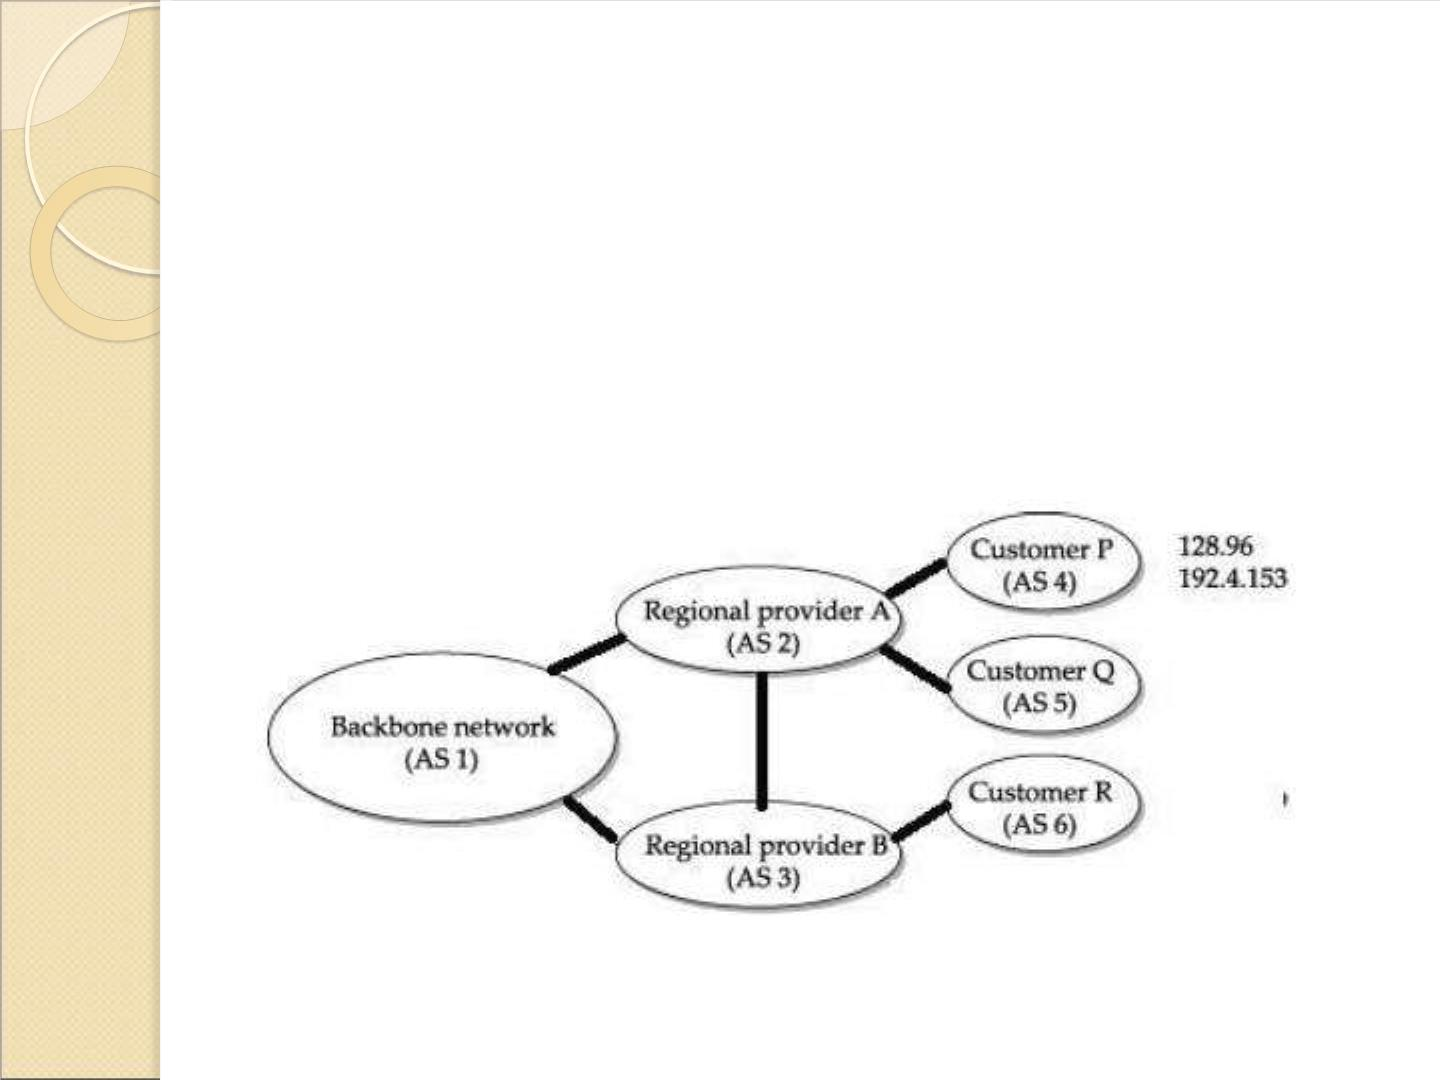 Customer P
(AS 4)
128.96
192.4.153
Regional provider A
(AS 2)
Customer Q
(AS 5)
Backbone network
(AS 1)
Customer R
(AS 6)
Regional provider B
(AS 3)